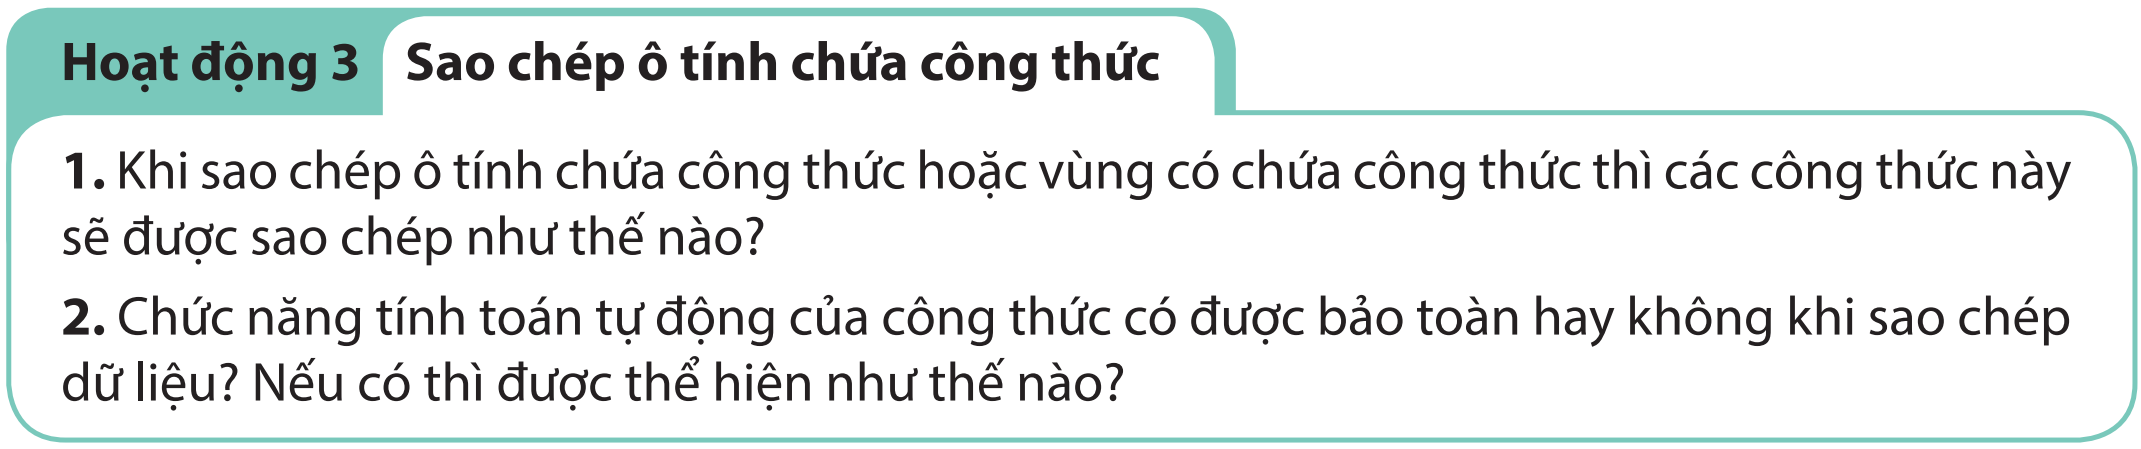 Hoạt động 3 Sao chép ô tính chứa công thức
1. Khi sao chép ô tính chứa công thức hoặc vùng có chứa công thức thì các công thức này
sẽ được sao chép như thế nào?
2. Chức năng tính toán tự động của công thức có được bảo toàn hay không khi sao chép
dữ liệu? Nếu có thì được thể hiện như thế nào?